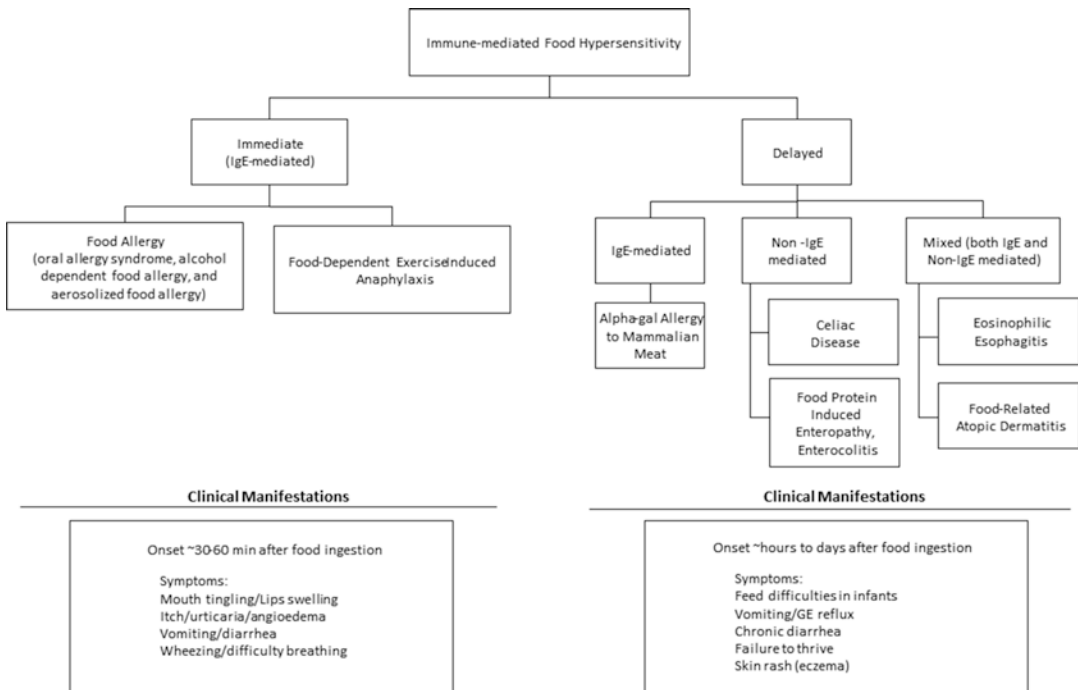 Immune-mediated Food Hypersensitivity
Immediate
(IgE-mediated)
Delayed
Food Allergy
(oral allergy syndrome, alcohol
dependent food allergy, and
aerosolized food allergy)
Food-Dependent Exercise-Induced
Anaphylaxis
IgE-mediated
Non -IgE
mediated
Mixed (both IgE and
Non-IgE mediated)
Alpha-gal Allergy
to Mammalian
Meat
Celiac
Disease
Eosinophilic
Esophagitis
Food Protein
Induced
Enteropathy,
Enterocolitis
Food-Related
Atopic Dermatitis
Clinical Manifestations
Onset ~30-60 min after food ingestion
Symptoms:
Mouth tingling/Lips swelling
Itch/urticaria/angioedema
Vomiting/diarrhea
Wheezing/difficulty breathing
Clinical Manifestations
Onset ~hours to days after food ingestion
Symptoms:
Feed difficulties in infants
Vomiting/GE reflux
Chronic diarrhea
Failure to thrive
Skin rash (eczema)